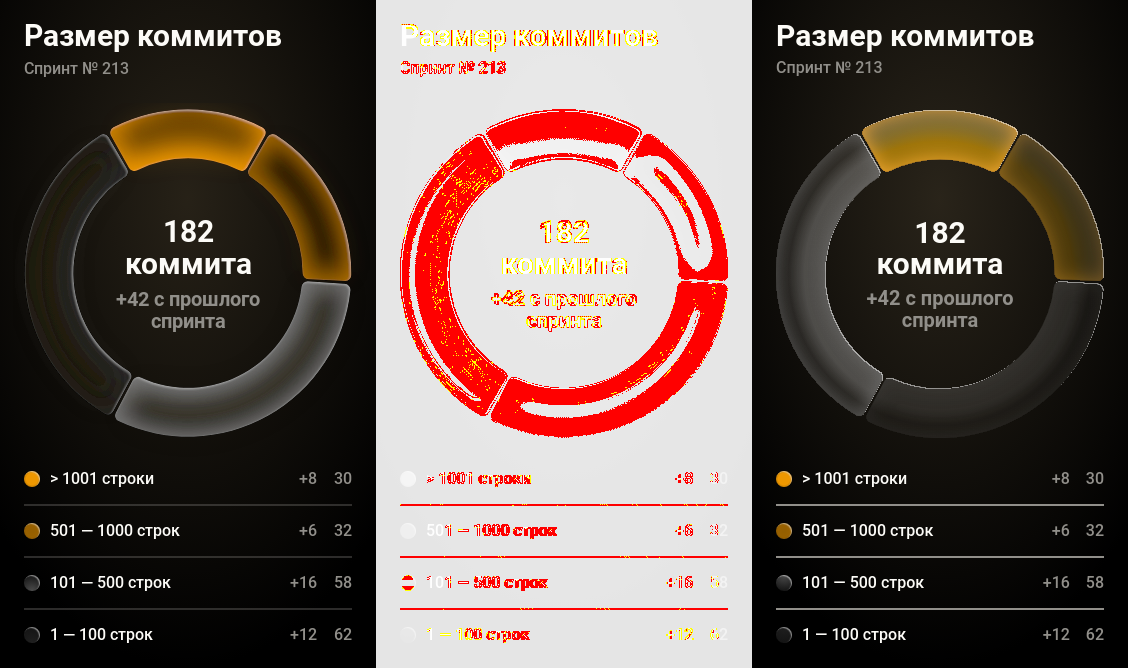 Размер коммитов
Спринт № 213
182
коммита
+42 с прошлого
спринта
> 1001 строки +8 30
501 — 1000 строк +6 32
101 — 500 строк +16 58
1 — 100 строк +12 62
Размер коммитов
Спринт № 213
182
коммита
+42 с прошлого
спринта
> 1001 строки +8 30
501 — 1000 строк +6 32
101 — 500 строк +16 58
1 — 100 строк +12 62
Размер коммитов
Спринт № 213
182
коммита
+42 с прошлого
спринта
> 1001 строки +8 30
501 — 1000 строк +6 32
101 — 500 строк +16 58
1 — 100 строк +12 62